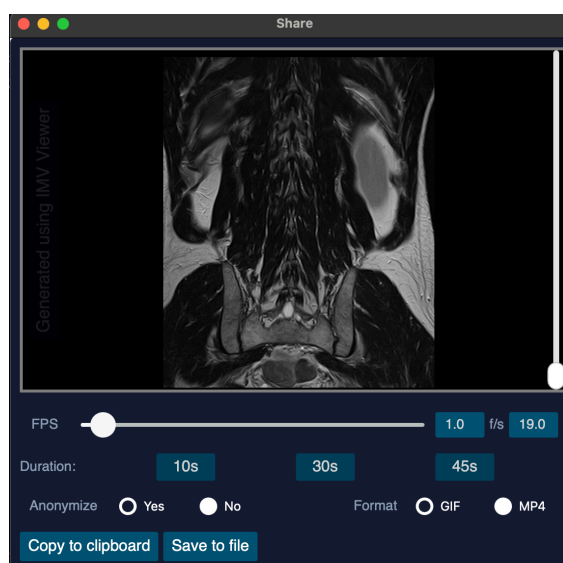 Share
Generated using IMV Viewer
FPS 1.0 f/s 19.0
Duration: 10s 30s 45s
Anonymize Yes No Format GIF MP4
Copy to clipboard Save to file